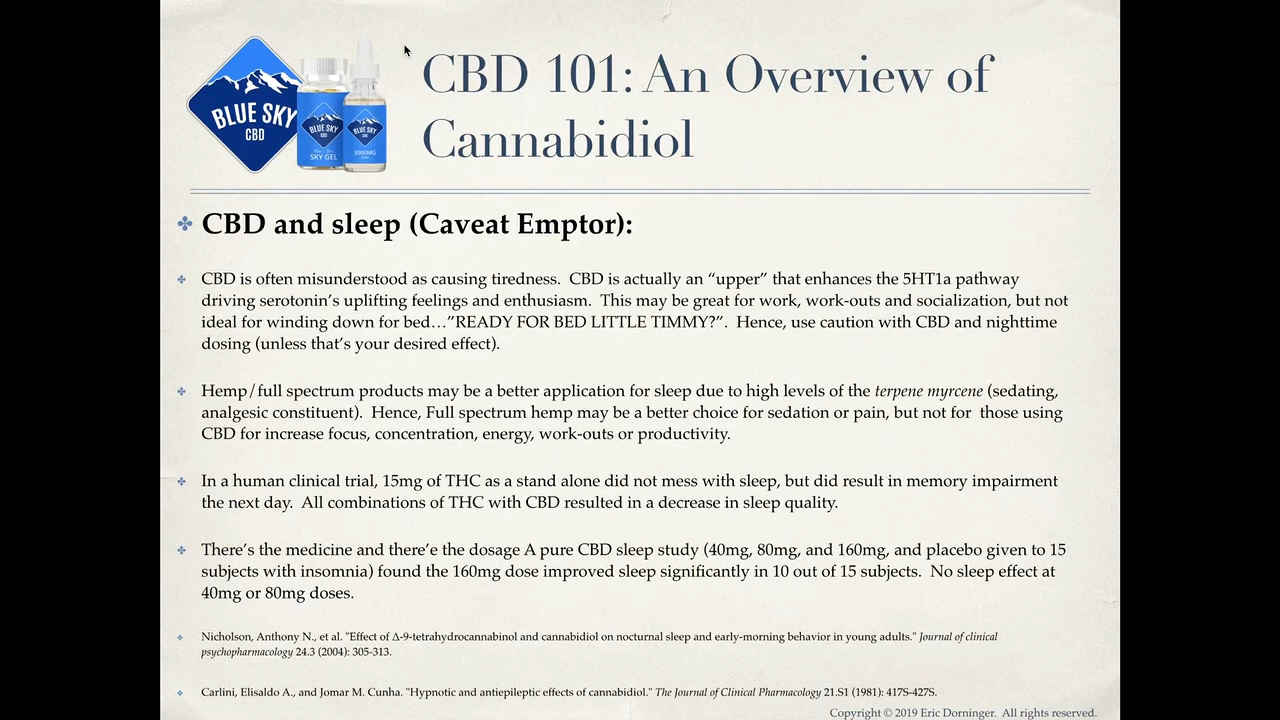 BLUE SKY
CBD
BLUE SKY
CBD
SKY GEL
BLUE SKY
CBD
3000MG
CBD 101: An Overview of
Cannabidiol
CBD and sleep (Caveat Emptor):
CBD is often misunderstood as causing tiredness. CBD is actually an “upper” that enhances the 5HT1a pathway
driving serotonin’s uplifting feelings and enthusiasm. This may be great for work, work-outs and socialization, but not
ideal for winding down for bed…”READY FOR BED LITTLE TIMMY?”. Hence, use caution with CBD and nighttime
dosing (unless that’s your desired effect).
Hemp/full spectrum products may be a better application for sleep due to high levels of the terpene myrcene (sedating,
analgesic constituent). Hence, Full spectrum hemp may be a better choice for sedation or pain, but not for those using
CBD for increase focus, concentration, energy, work-outs or productivity.
In a human clinical trial, 15mg of THC as a stand alone did not mess with sleep, but did result in memory impairment
the next day. All combinations of THC with CBD resulted in a decrease in sleep quality.
There’s the medicine and there’e the dosage A pure CBD sleep study (40mg, 80mg, and 160mg, and placebo given to 15
subjects with insomnia) found the 160mg dose improved sleep significantly in 10 out of 15 subjects. No sleep effect at
40mg or 80mg doses.
Nicholson, Anthony N., et al. "Effect of Δ-9-tetrahydrocannabinol and cannabidiol on nocturnal sleep and early-morning behavior in young adults." Journal of clinical
psychopharmacology 24.3 (2004): 305-313.
Carlini, Elisaldo A., and Jomar M. Cunha. "Hypnotic and antiepileptic effects of cannabidiol." The Journal of Clinical Pharmacology 21.S1 (1981): 417S-427S.
Copyright © 2019 Eric Dorninger. All rights reserved.